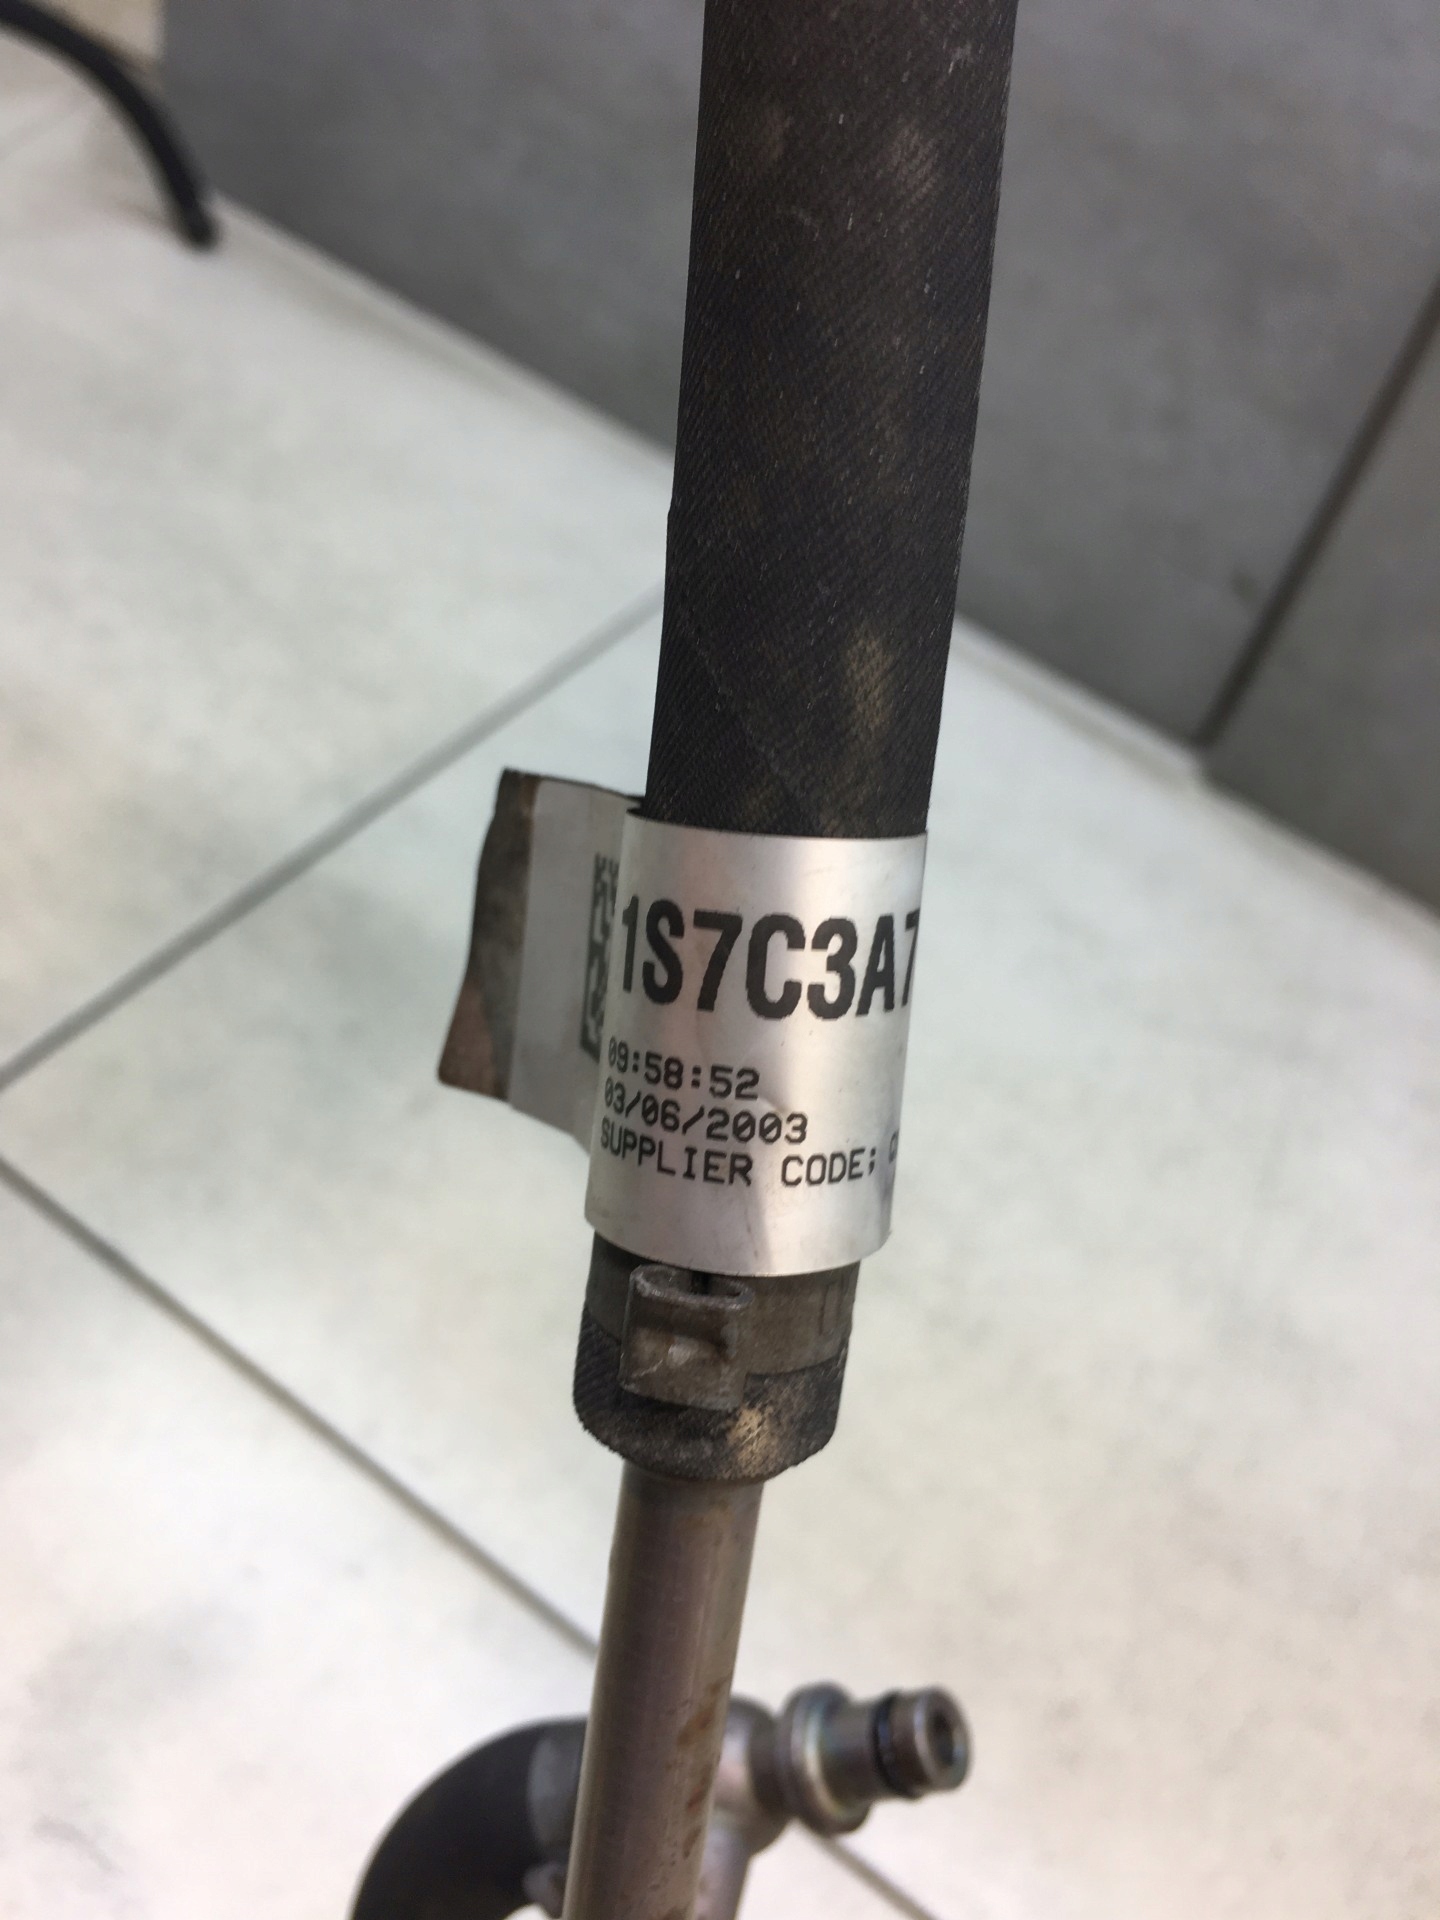 1S7C3A7
09:58:52
03/06/2003
SUPPLIER CODE;